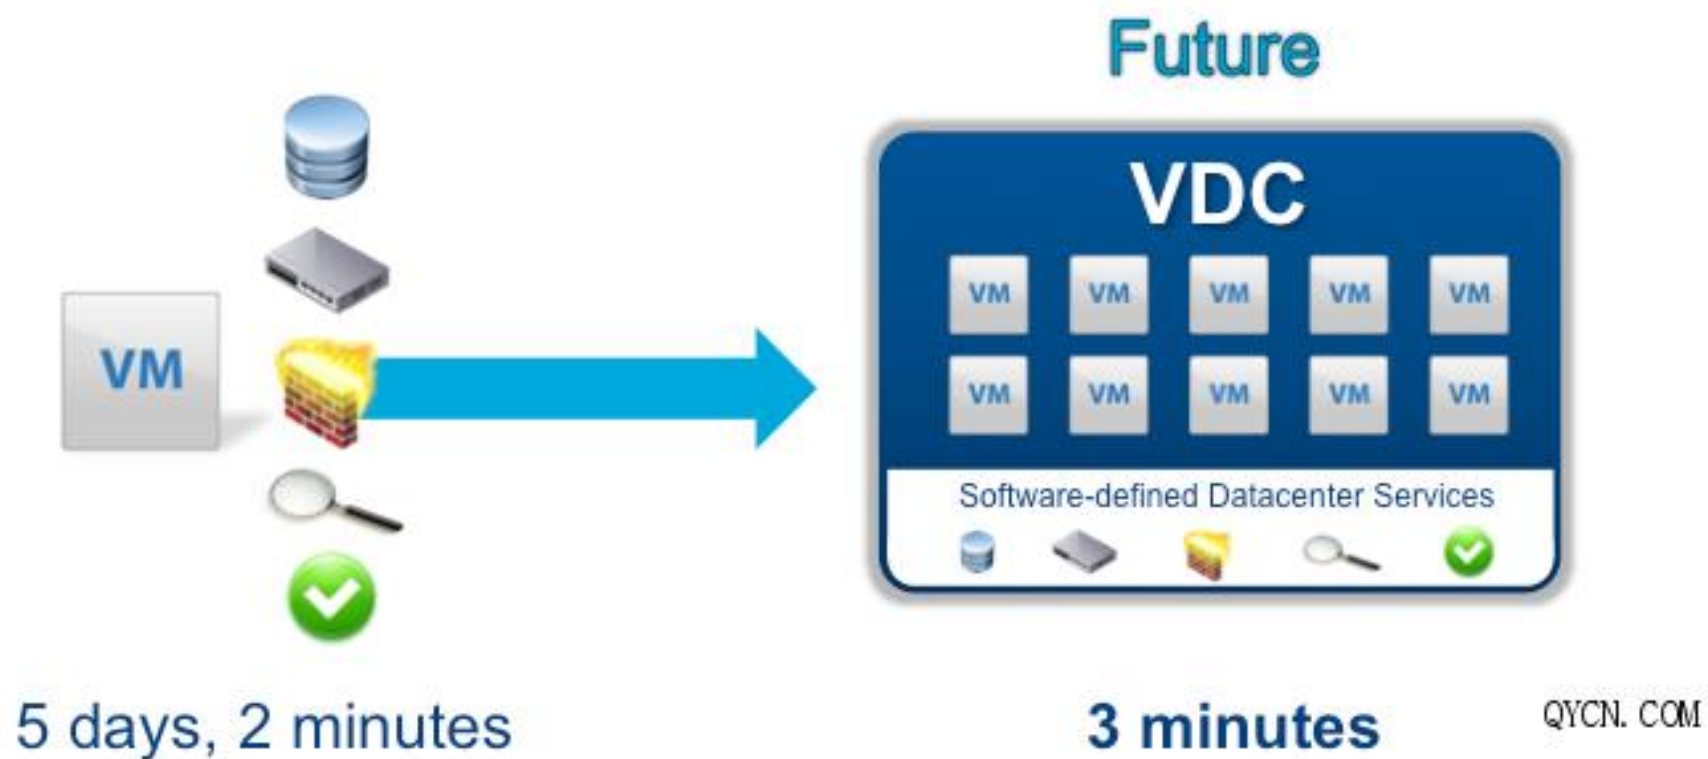 Future
VDC
VM
VM VM VM VM VM
VM VM VM VM VM
Software-defined Datacenter Services
5 days, 2 minutes
3 minutes
QYCN. COM